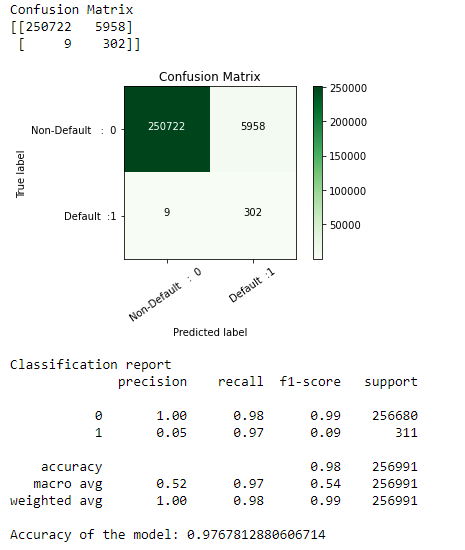 Confusion Matrix
[[250722   5958]
 [     9    302]]
Confusion Matrix
250000
200000
150000
100000
50000
Non-Default  :  0
250722
5958
Default  :1
9
302
True label
Non-Default  :  0
Default  :1
Predicted label
Classification report
              precision    recall  f1-score   support
           0       1.00      0.98      0.99    256680
           1       0.05      0.97      0.09       311
    accuracy                           0.98    256991
   macro avg       0.52      0.97      0.54    256991
weighted avg       1.00      0.98      0.99    256991
Accuracy of the model: 0.9767812880606714